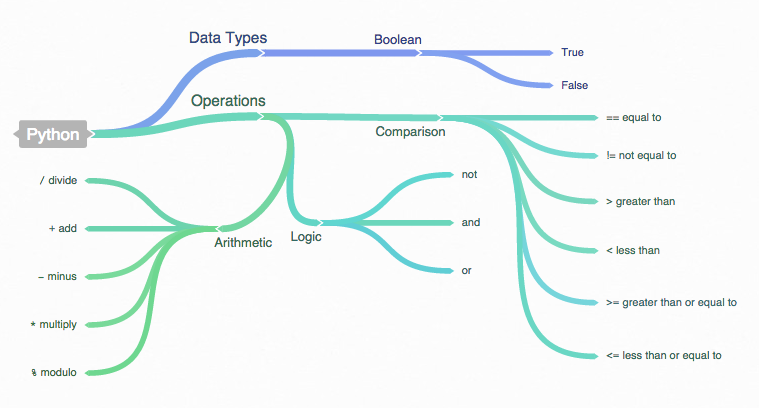 Data Types
Boolean
True
False
Operations
Python
Comparison
== equal to
!= not equal to
> greater than
< less than
>= greater than or equal to
<= less than or equal to
Logic
not
and
or
Arithmetic
/ divide
+ add
− minus
* multiply
% modulo